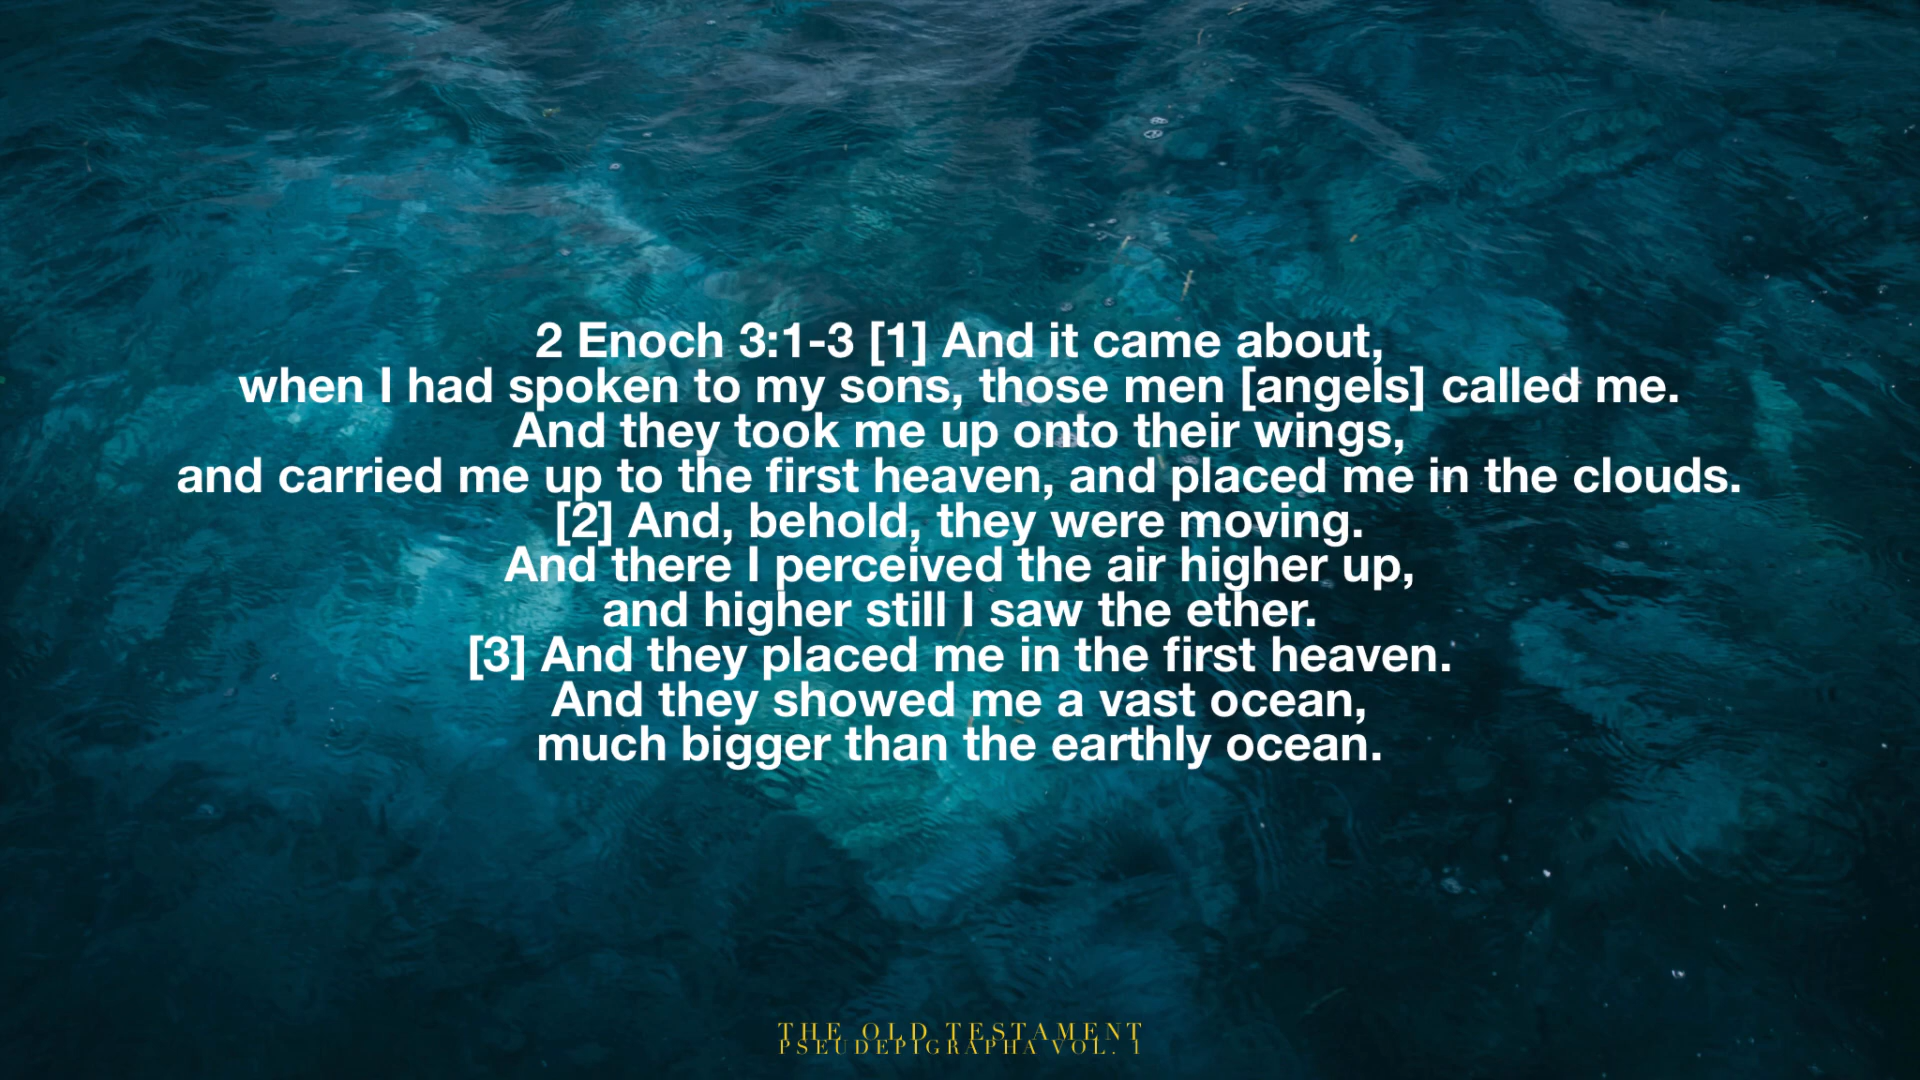 2 Enoch 3:1-3 [1] And it came about,
when I had spoken to my sons, those men [angels] called me.
And they took me up onto their wings,
and carried me up to the first heaven, and placed me in the clouds.
[2] And, behold, they were moving.
And there I perceived the air higher up,
and higher still I saw the ether.
[3] And they placed me in the first heaven.
And they showed me a vast ocean,
much bigger than the earthly ocean.
THE OLD TESTAMENT
PSEUDEPIGRAPHA VOL. 1